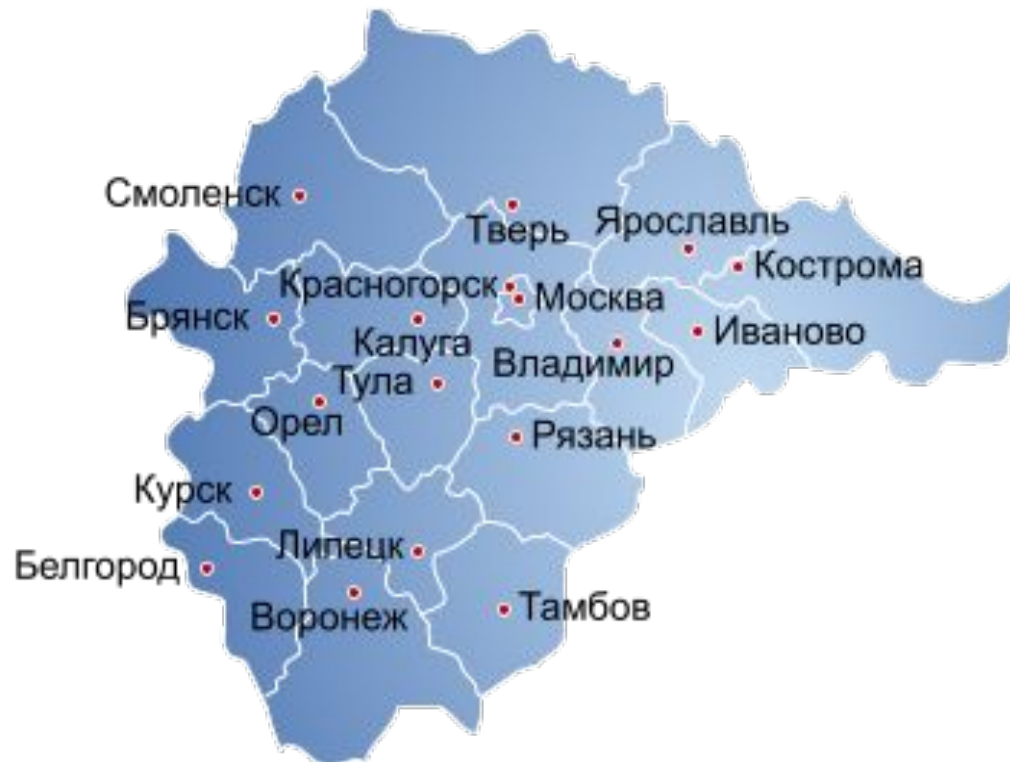 Смоленск
Тверь
Ярославль
Кострома
Красногорск
Москва
Брянск
Калуга
Иваново
Владимир
Тула
Орел
Рязань
Курск
Липецк
Белгород
Воронеж
Тамбов